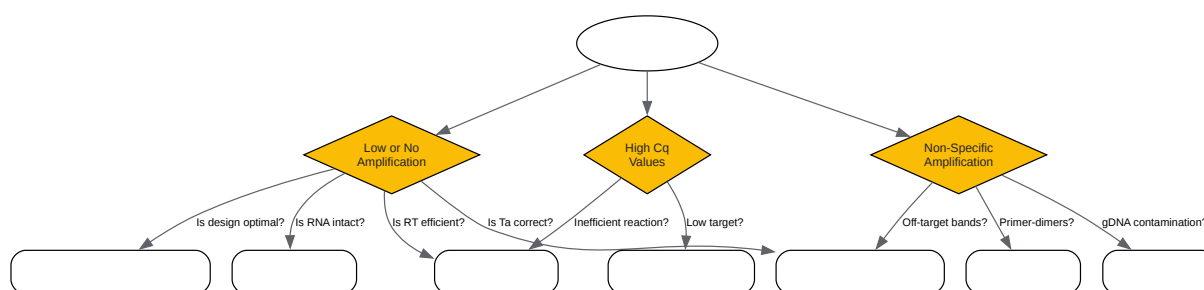 Low or No
Amplification
High Cq
Values
Non-Specific
Amplification
Is design optimal?
Is RNA intact?
Is RT efficient?
Is Ta correct?
Inefficient reaction?
Low target?
Off-target bands?
Primer-dimers?
gDNA contamination?